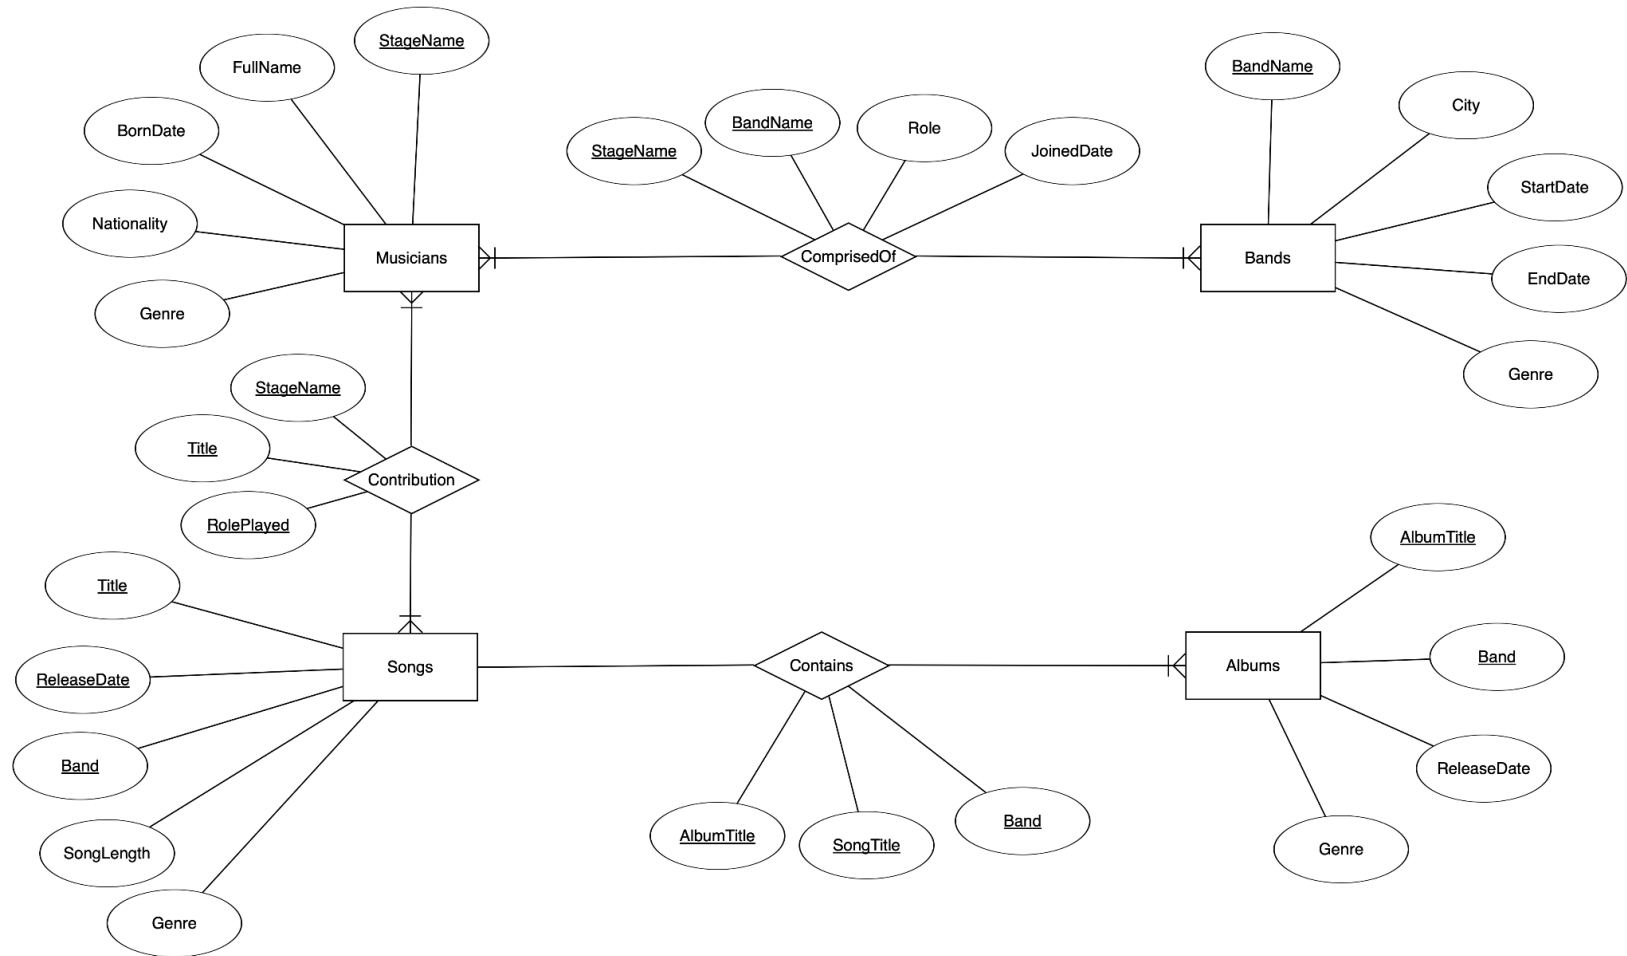 StageName
FullName
BornDate
Nationality
Genre
Musicians
StageName
BandName
Role
JoinedDate
ComprisedOf
BandName
City
StartDate
EndDate
Genre
Bands
StageName
Title
RolePlayed
Contribution
Title
ReleaseDate
Band
SongLength
Genre
Songs
Contains
AlbumTitle
SongTitle
Band
Albums
AlbumTitle
Band
ReleaseDate
Genre